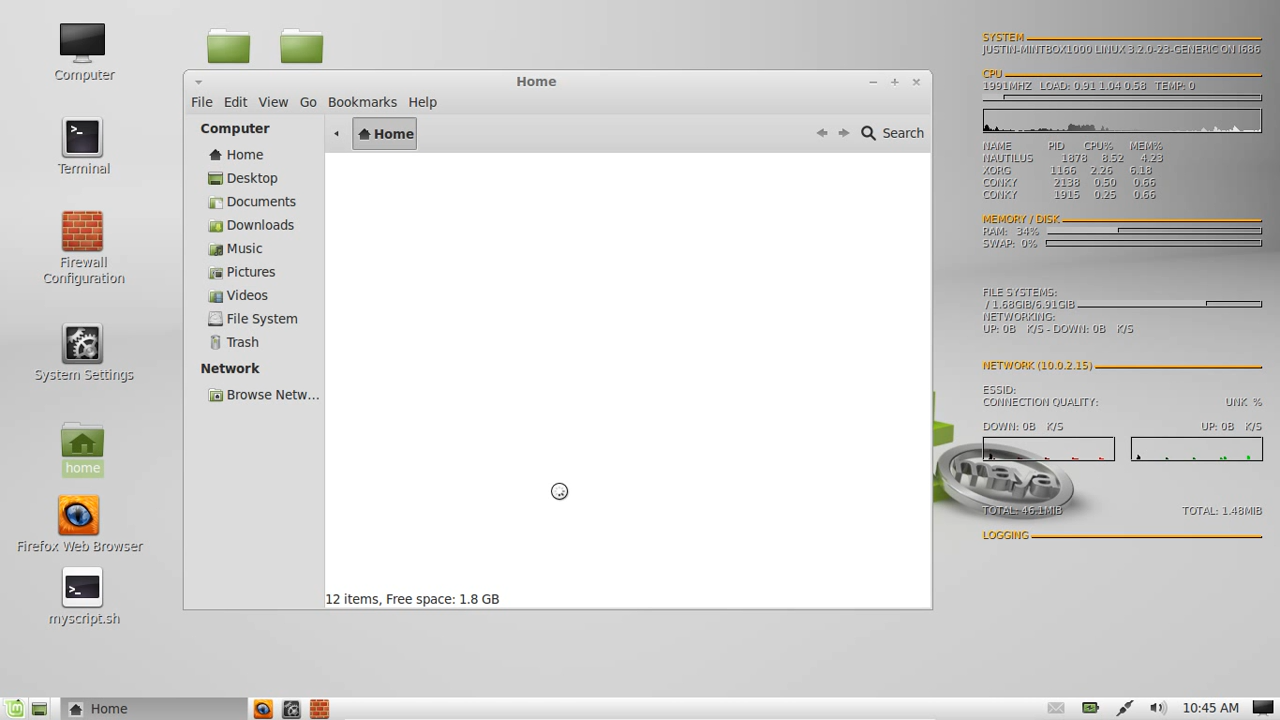 Computer
Terminal
Firewall
Configuration
System Settings
home
Firefox Web Browser
myscript.sh
Home
File Edit View Go Bookmarks Help
Computer
Home
Desktop
Documents
Downloads
Music
Pictures
Videos
File System
Trash
Network
Browse Netw...
Home
Search
12 items, Free space: 1.8 GB
maya
SYSTEM
JUSTIN-MINTBOX1000 LINUX 3.2.0-23-GENERIC ON I686
CPU
1991MHZ LOAD: 0.91 1.04 0.58 TEMP: 0
NAME PID CPU% MEM%
NAUTILUS 1878 8.52 4.23
XORG 1166 2.26 6.18
CONKY 2138 0.50 0.66
CONKY 1915 0.25 0.66
MEMORY / DISK
RAM: 34%
SWAP: 0%
FILE SYSTEMS:
/ 1.68GIB/6.91GIB
NETWORKING:
UP: 0B K/S - DOWN: 0B K/S
NETWORK (10.0.2.15)
ESSID:
CONNECTION QUALITY: UNK %
DOWN: 0B K/S UP: 0B K/S
TOTAL: 46.1MIB TOTAL: 1.48MIB
LOGGING
Home
10:45 AM